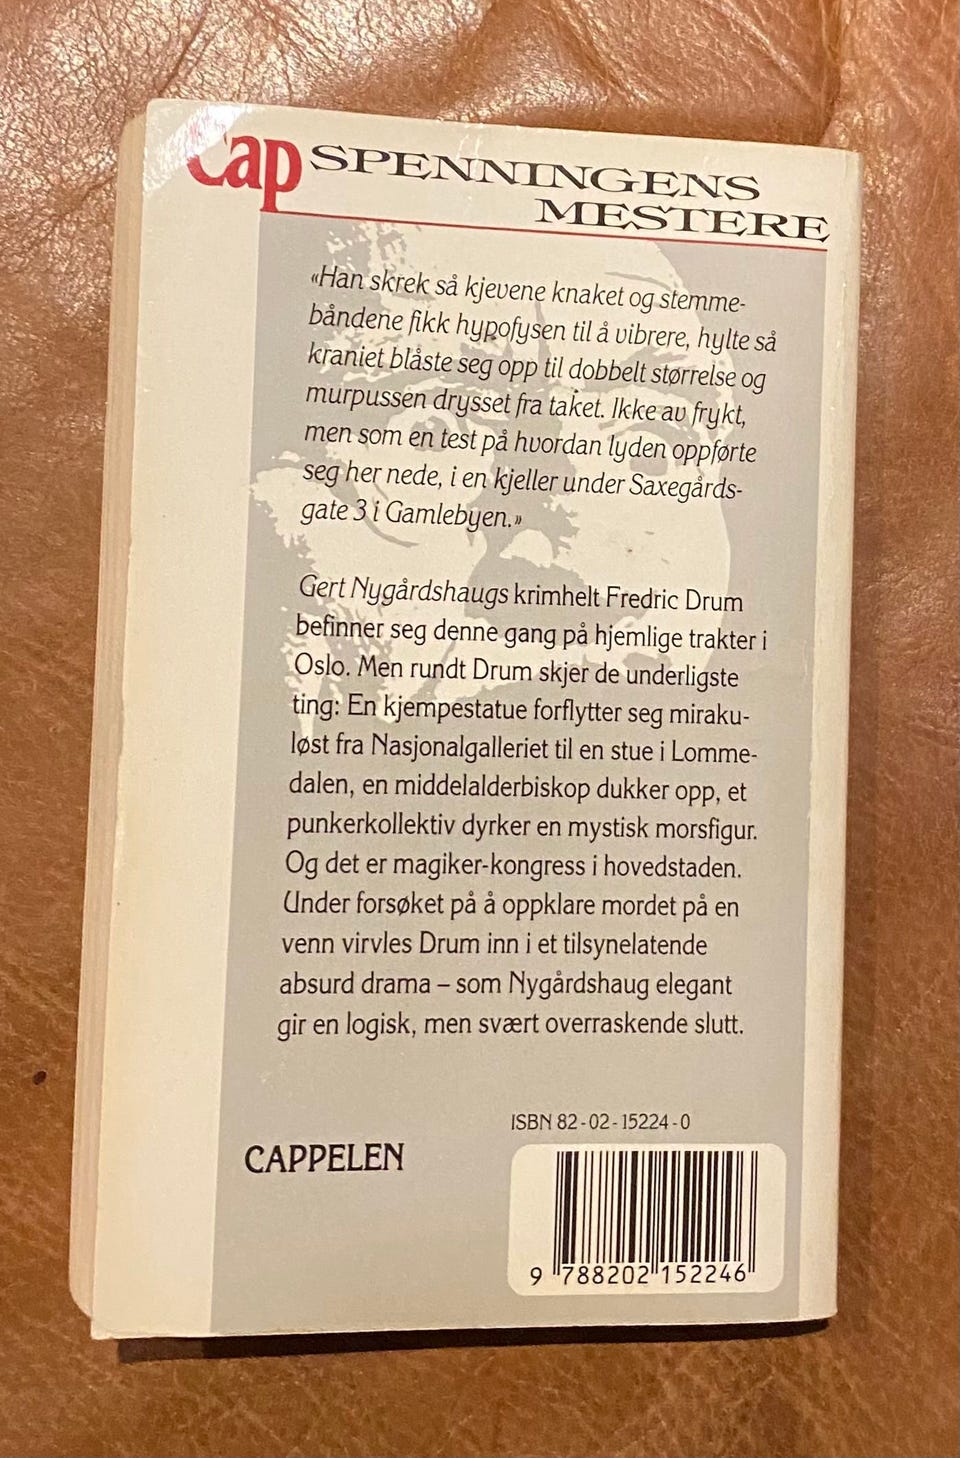 Cap SPENNINGENS
MESTERE
«Han skrek så kjevene knaket og stemme-
båndene fikk hypofysen til å vibrere, hylte så
kraniet blåste seg opp til dobbelt størrelse og
murpussen drysset fra taket. Ikke av frykt,
men som en test på hvordan lyden oppførte
seg her nede, i en kjeller under Saxegårds-
gate 3 i Gamlebyen.»
Gert Nygårdshaugs krimhelt Fredric Drum
befinner seg denne gang på hjemlige trakter i
Oslo. Men rundt Drum skjer de underligste
ting: En kjempestatue forflytter seg miraku-
løst fra Nasjonalgalleriet til en stue i Lomme-
dalen, en middelalderbiskop dukker opp, et
punkerkollektiv dyrker en mystisk morsfigur.
Og det er magiker-kongress i hovedstaden.
Under forsøket på å oppklare mordet på en
venn virvles Drum inn i et tilsynelatende
absurd drama – som Nygårdshaug elegant
gir en logisk, men svært overraskende slutt.
ISBN 82-02-15224-0
CAPPELEN
9 788202 152246